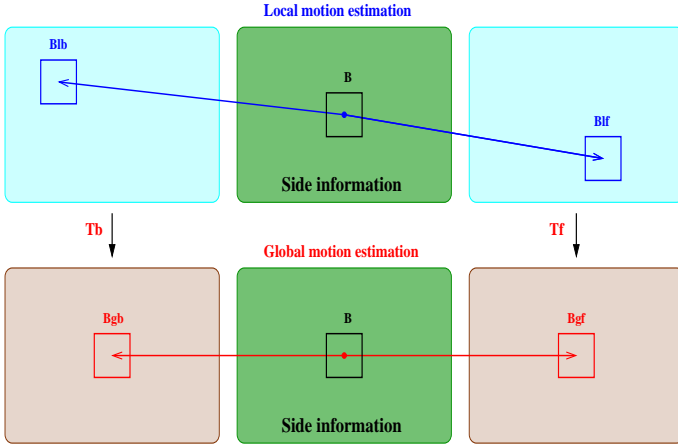 Local motion estimation
Blb
B
Blf
Side information
Tb
Tf
Global motion estimation
Bgb
B
Bgf
Side information